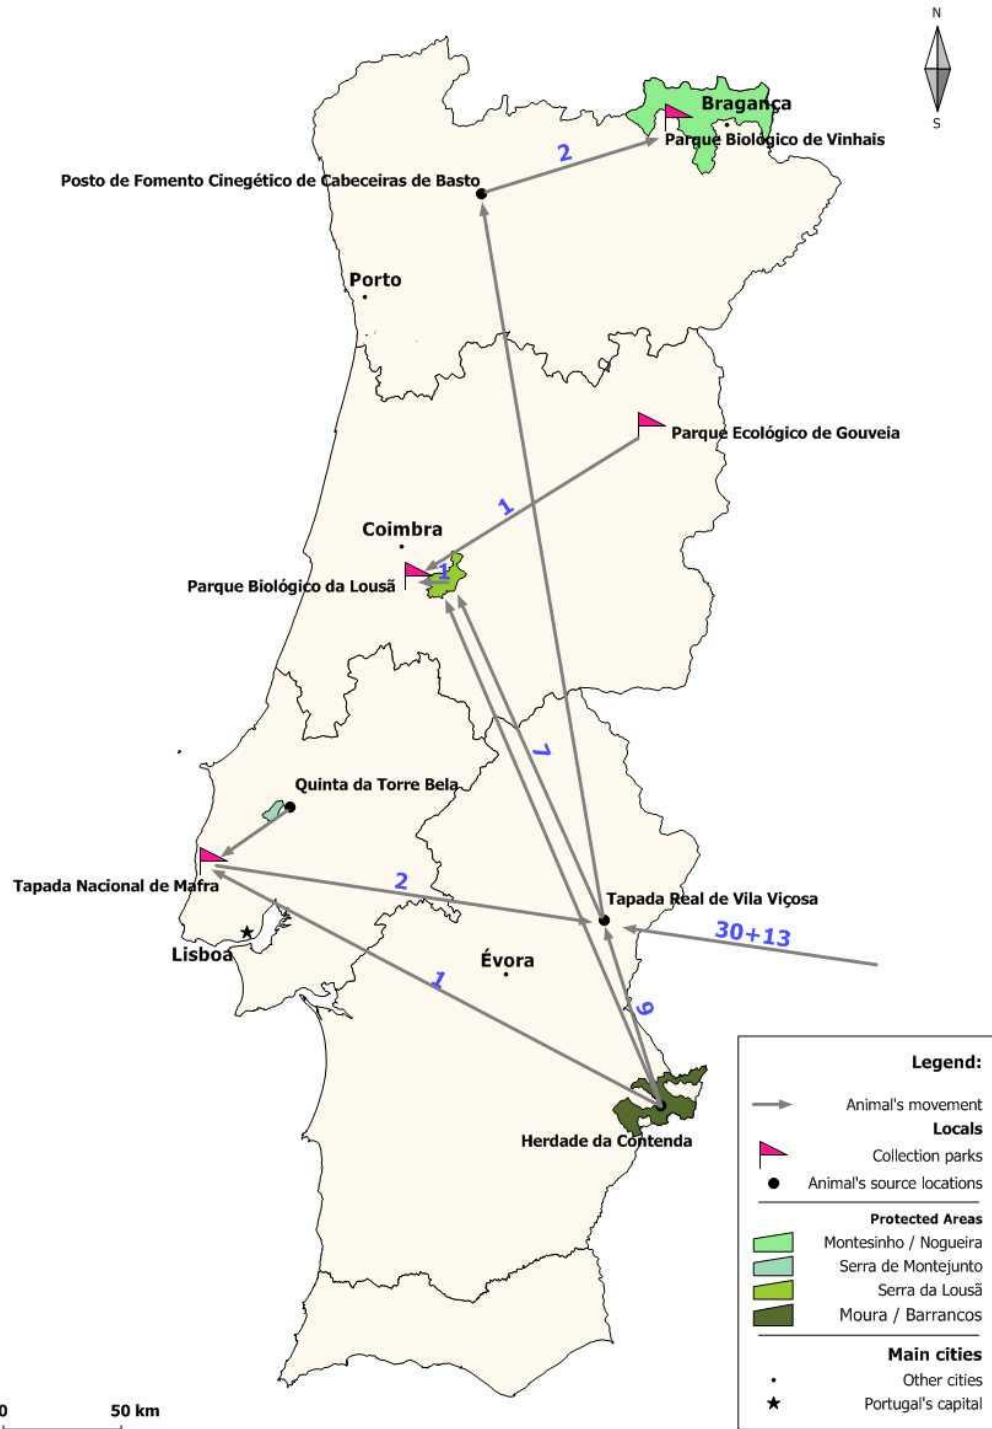 N
S
Bragança
Parque Biológico de Vinhais
2
Posto de Fomento Cinegético de Cabeceiras de Basto
Porto
Parque Ecológico de Gouveia
1
Coimbra
1
Parque Biológico da Lousã
7
Quinta da Torre Bela
Tapada Nacional de Mafra
2
Tapada Real de Vila Viçosa
30+13
Lisboa
Évora
1
9
Herdade da Contenda
Legend:
Animal's movement
Locals
Collection parks
Animal's source locations
Protected Areas
Montesinho / Nogueira
Serra de Montejunto
Serra da Lousã
Moura / Barrancos
Main cities
Other cities
Portugal's capital
0 50 km